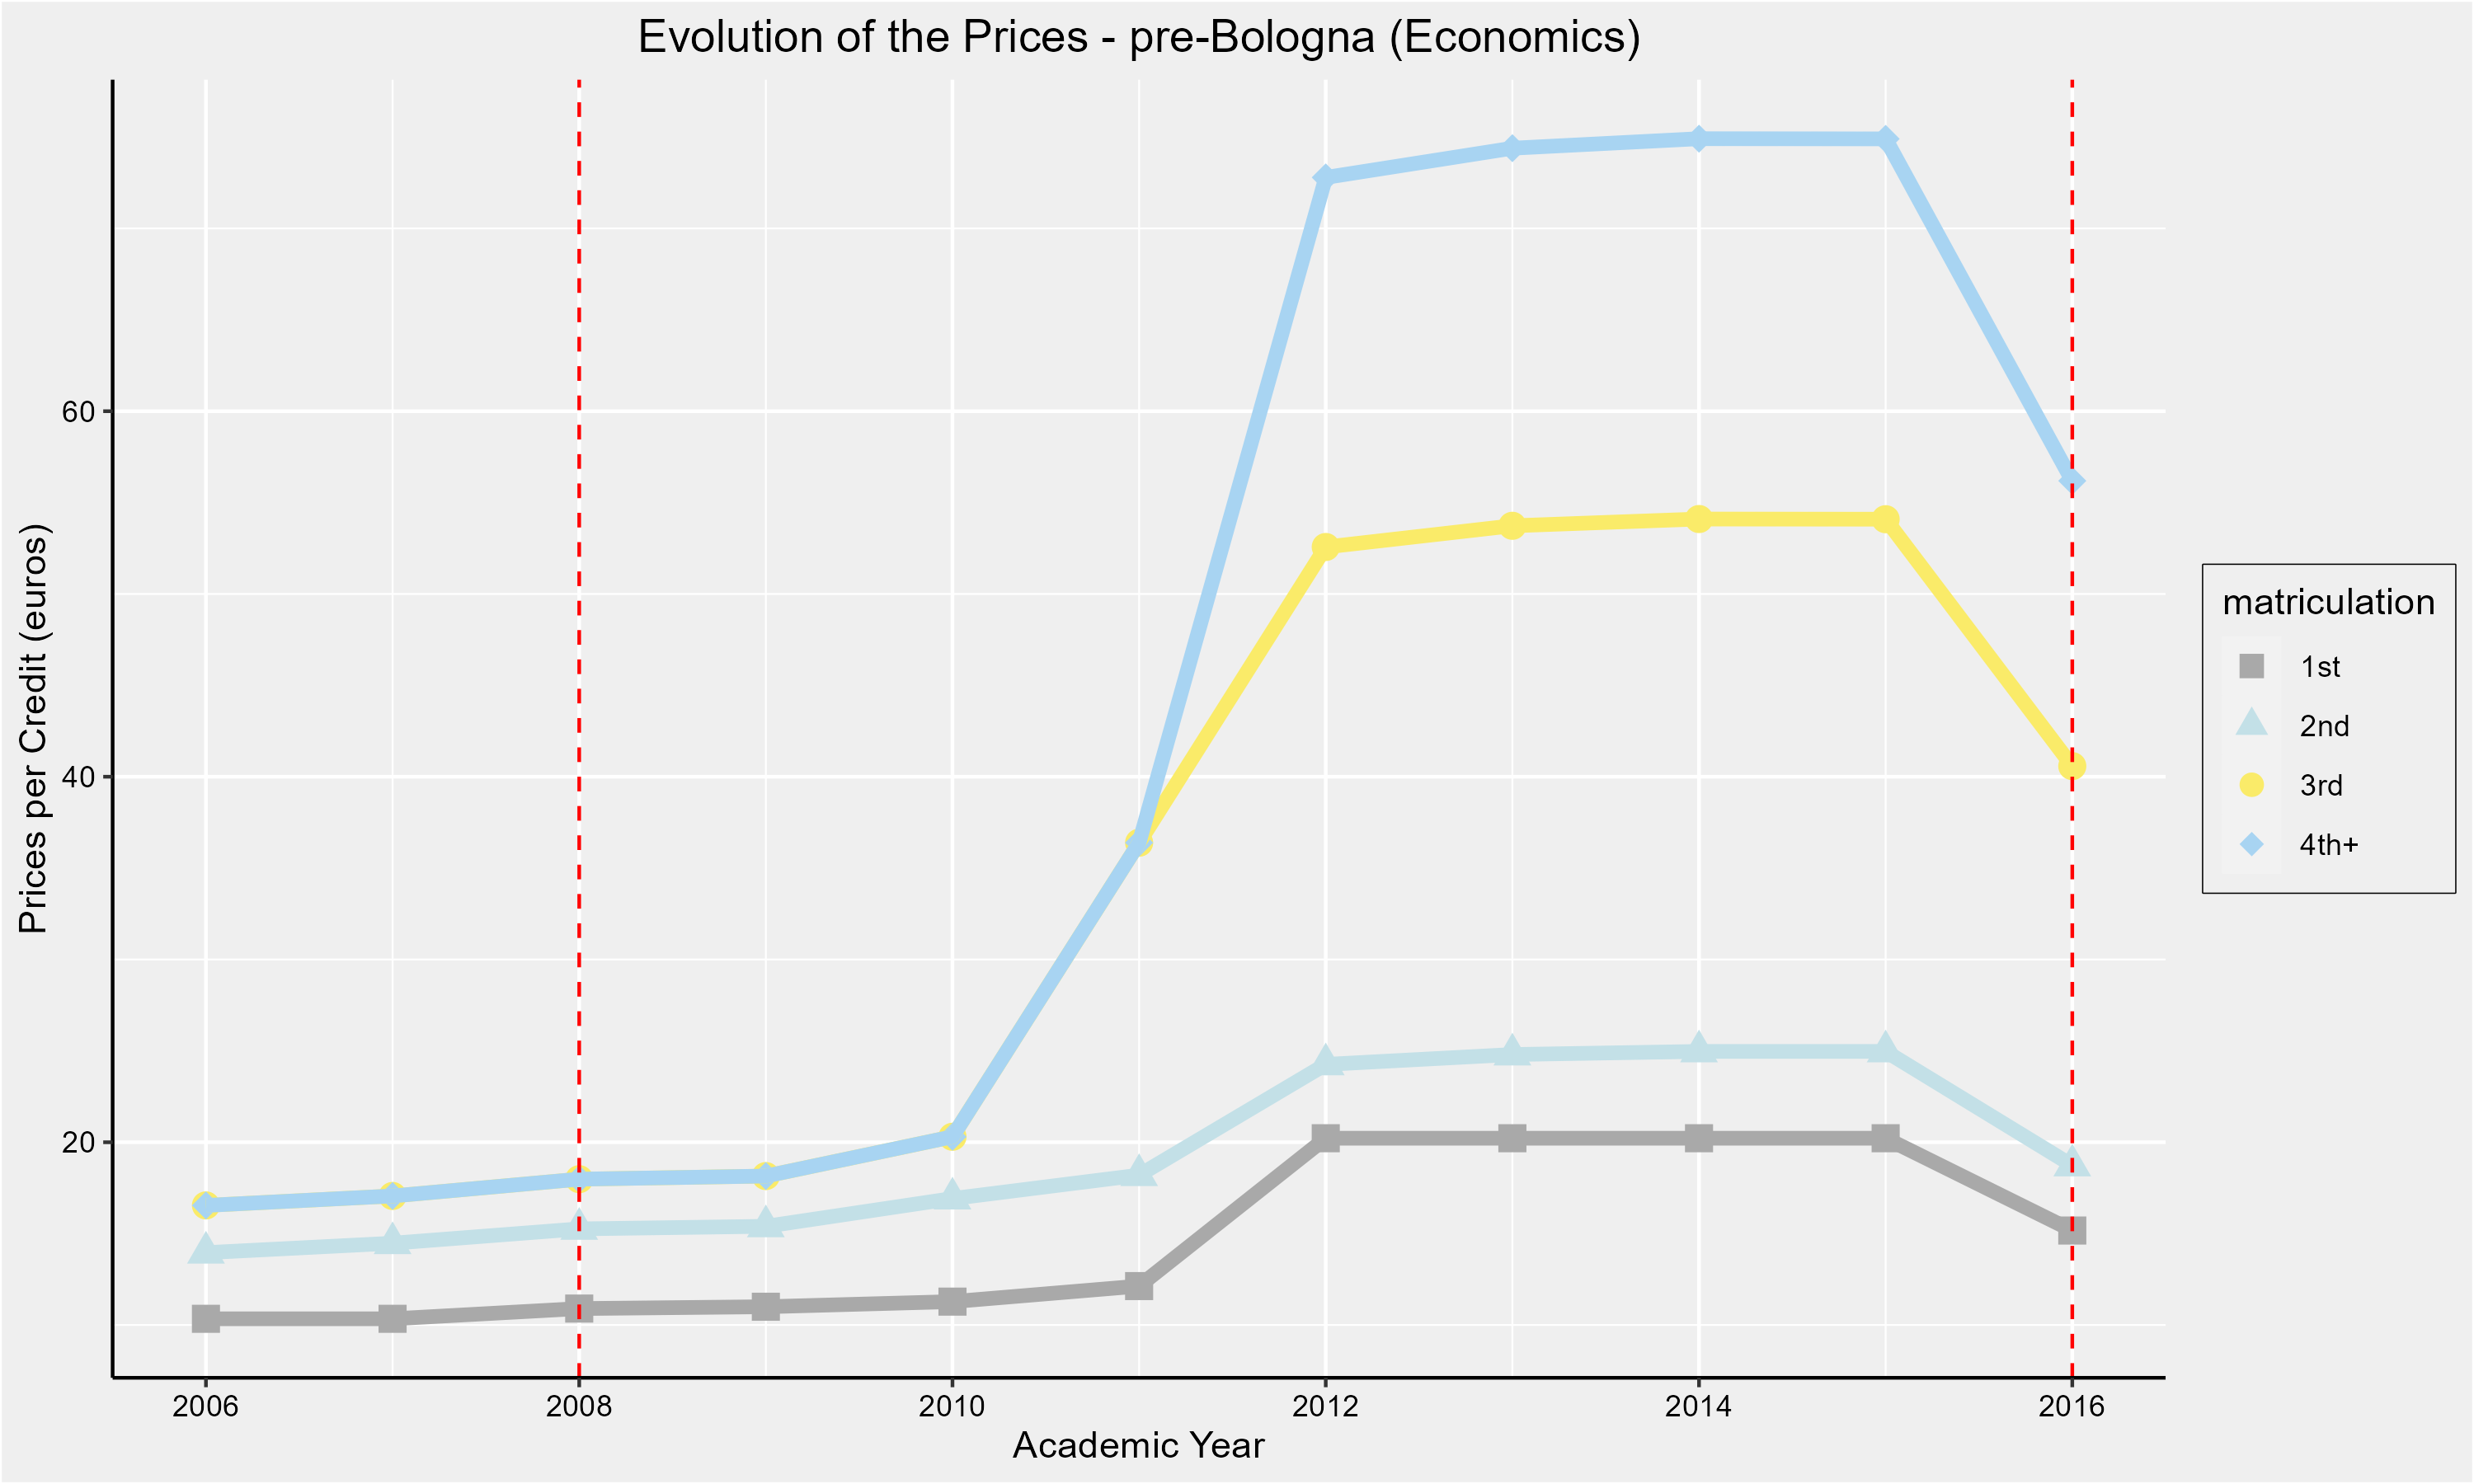 Evolution of the Prices - pre-Bologna (Economics)
Prices per Credit (euros)
60
40
20
2006 2008 2010 2012 2014 2016
Academic Year
matriculation
1st
2nd
3rd
4th+